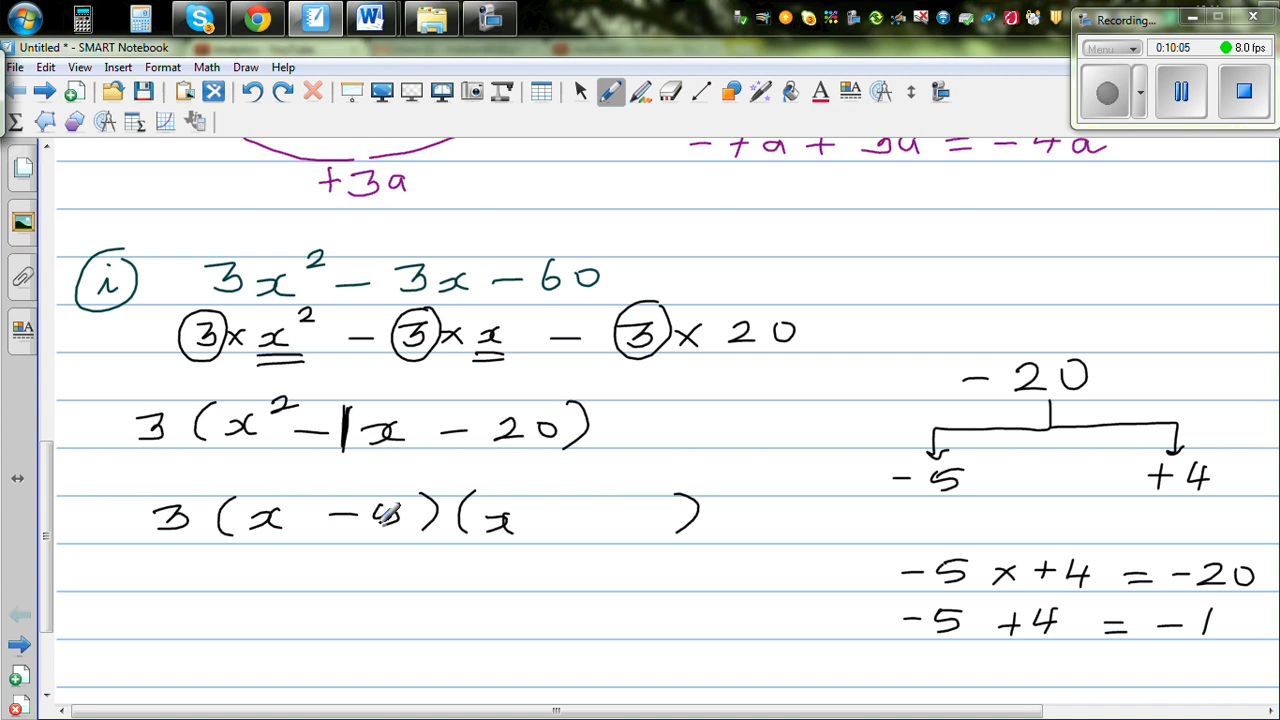 Recording...
Untitled * - SMART Notebook
Menu
0:10:05
8.0 fps
File Edit View Insert Format Math Draw Help
-7a + 3a = -4a
+3a
i 3x² - 3x - 60
3 × x² - 3 × x - 3 × 20
- 20
3 (x² - 1x - 20)
- 5 + 4
3 (x - 5) (x )
-5 × +4 = -20
-5 +4 = -1